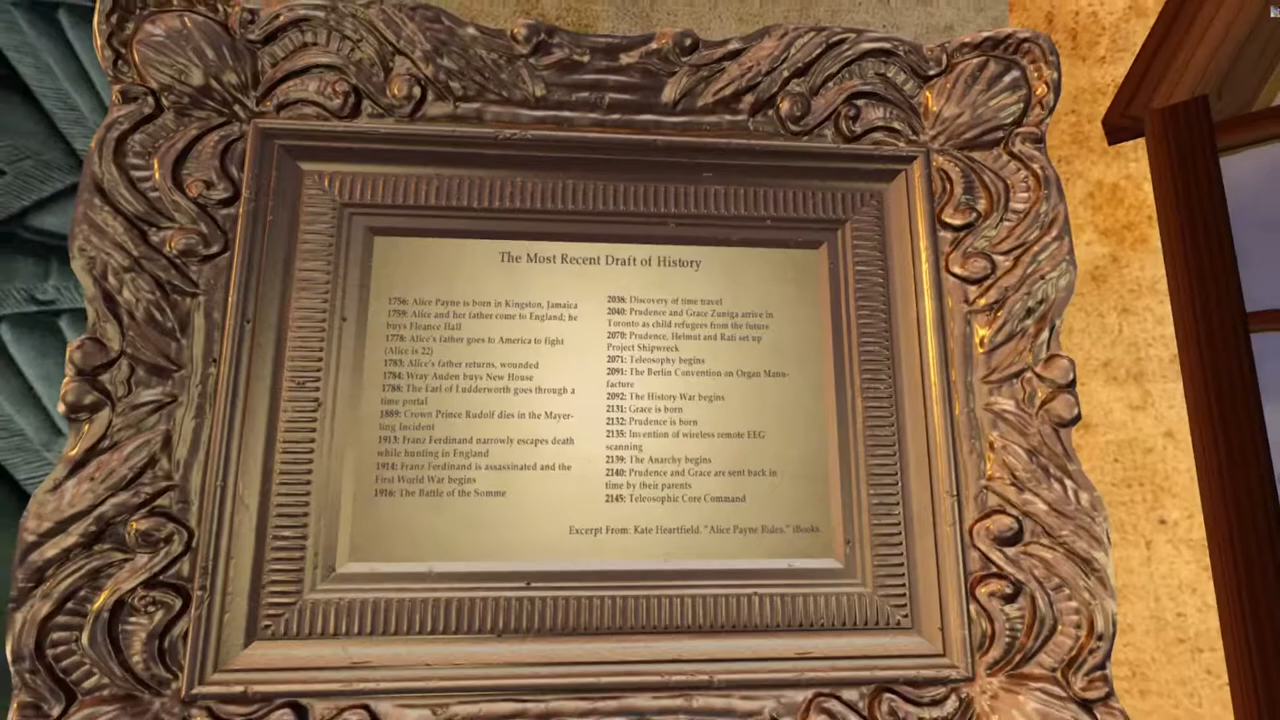 The Most Recent Draft of History
1756: Alice Payne is born in Kingston, Jamaica
1759: Alice and her father come to England; he
buys Fleance Hall
1778: Alice's father goes to America to fight
(Alice is 22)
1783: Alice's father returns, wounded
1784: Wray Auden buys New House
1788: The Earl of Ludderworth goes through a
time portal
1889: Crown Prince Rudolf dies in the Mayer-
ling Incident
1913: Franz Ferdinand narrowly escapes death
while hunting in England
1914: Franz Ferdinand is assassinated and the
First World War begins
1916: The Battle of the Somme
2038: Discovery of time travel
2040: Prudence and Grace Zuniga arrive in
Toronto as child refugees from the future
2070: Prudence, Helmut and Rati set up
Project Shipwreck
2071: Teleosophy begins
2091: The Berlin Convention on Organ Manu-
facture
2092: The History War begins
2131: Grace is born
2132: Prudence is born
2135: Invention of wireless remote EEG
scanning
2139: The Anarchy begins
2140: Prudence and Grace are sent back in
time by their parents
2145: Teleosophic Core Command
Excerpt From: Kate Heartfield. "Alice Payne Rides." iBooks.